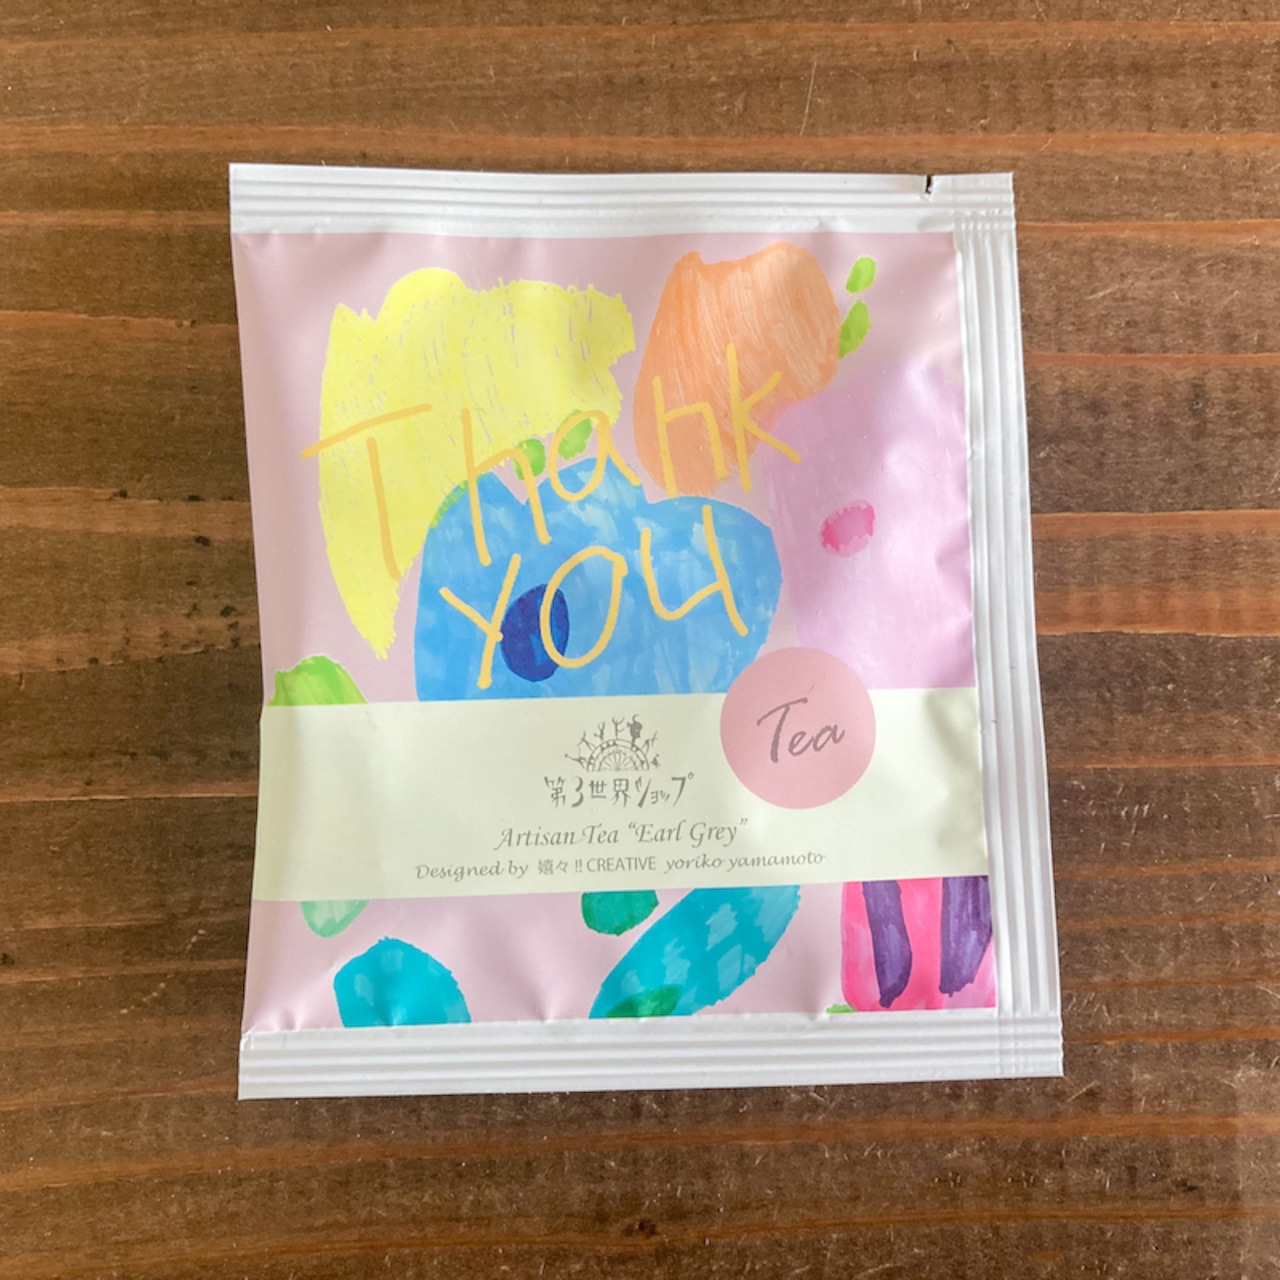 Thank
you
Tea
第3世界ショップ
Artisan Tea “Earl Grey”
Designed by 嬉々!! CREATIVE yoriko yamamoto